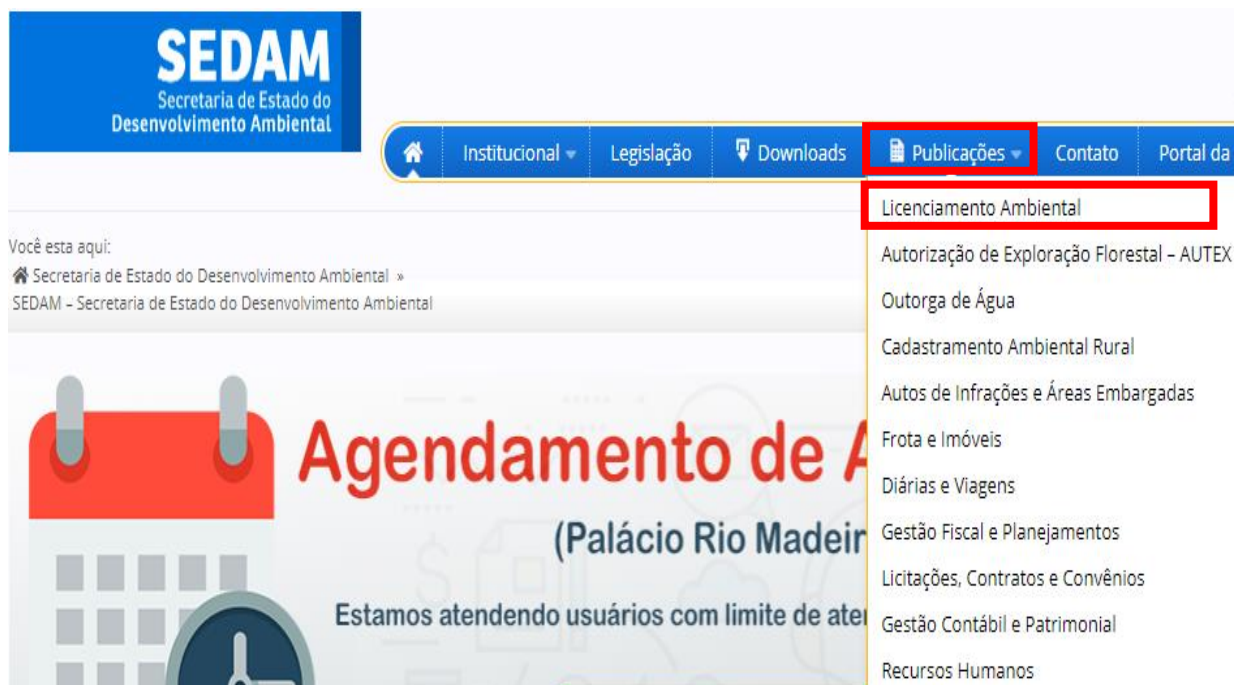 SEDAM
Secretaria de Estado do
Desenvolvimento Ambiental
Institucional
Legislação
Downloads
Publicações
Contato
Portal da
Licenciamento Ambiental
Autorização de Exploração Florestal – AUTEX
Outorga de Água
Cadastramento Ambiental Rural
Autos de Infrações e Áreas Embargadas
Frota e Imóveis
Diárias e Viagens
Gestão Fiscal e Planejamentos
Licitações, Contratos e Convênios
Gestão Contábil e Patrimonial
Recursos Humanos
Você esta aqui:
Secretaria de Estado do Desenvolvimento Ambiental »
SEDAM – Secretaria de Estado do Desenvolvimento Ambiental
Agendamento de
(Palácio Rio Madeir
Estamos atendendo usuários com limite de ate